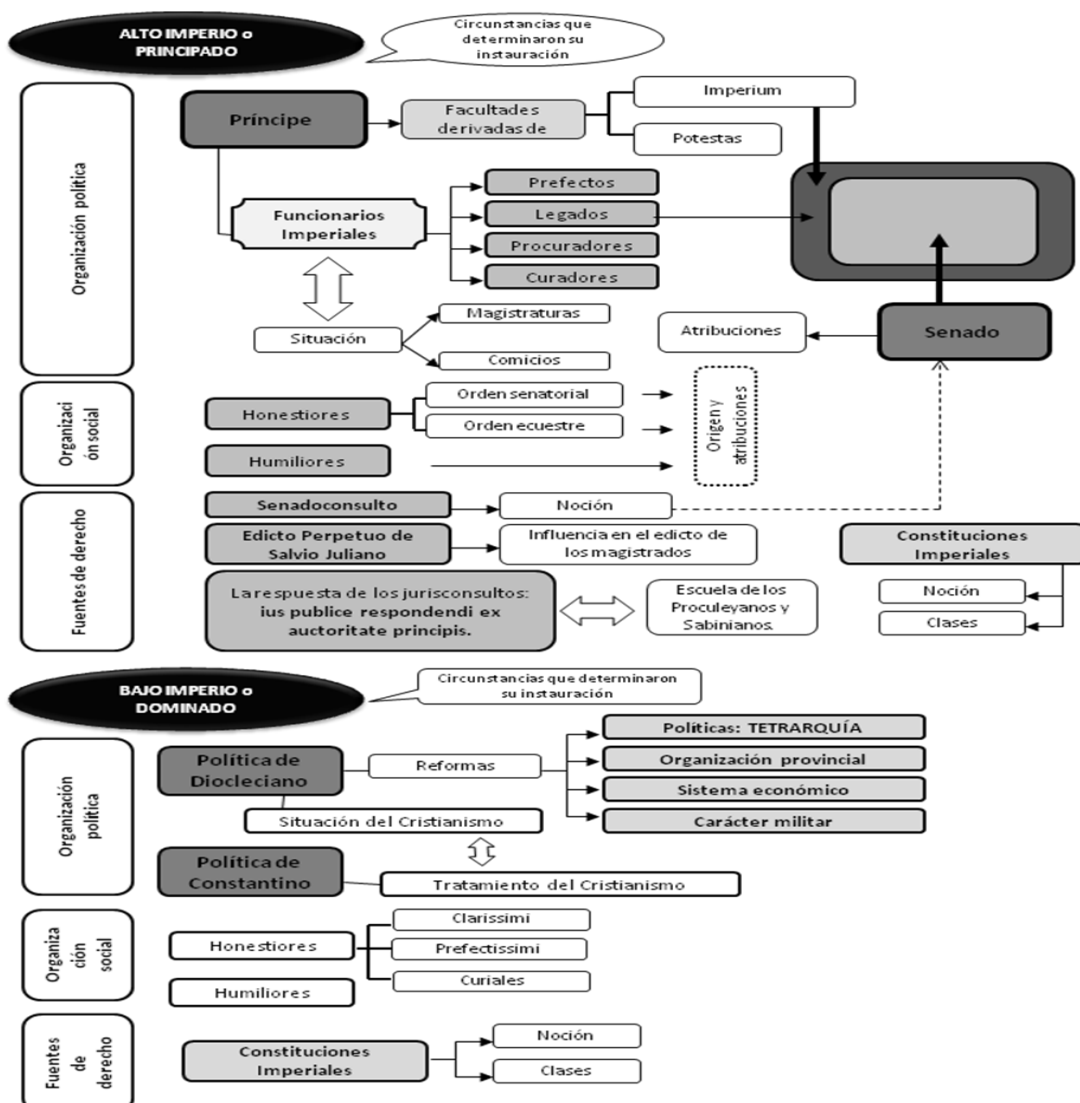 ALTO IMPERIO o
PRINCIPADO
Circunstancias que
determinaron su
instauración
Organización política
Príncipe
Facultades
derivadas de
Imperium
Potestas
Funcionarios
Imperiales
Prefectos
Legados
Procuradores
Curadores
Situación
Magistraturas
Comicios
Atribuciones
Senado
Organizaci
ón social
Honestiores
Orden senatorial
Orden ecuestre
Humiliores
Origen y
atribuciones
Fuentes de derecho
Senadoconsulto
Noción
Edicto Perpetuo de
Salvio Juliano
Influencia en el edicto de
los magistrados
La respuesta de los jurisconsultos:
ius publice respondendi ex
auctoritate principis.
Escuela de los
Proculeyanos y
Sabinianos.
Constituciones
Imperiales
Noción
Clases
BAJO IMPERIO o
DOMINADO
Circunstancias que determinaron
su instauración
Organización
política
Política de
Diocleciano
Reformas
Políticas: TETRARQUÍA
Organización provincial
Sistema económico
Carácter militar
Situación del Cristianismo
Política de
Constantino
Tratamiento del Cristianismo
Organiza
ción
social
Honestiores
Clarissimi
Prefectissimi
Curiales
Humiliores
Fuentes
de
derecho
Constituciones
Imperiales
Noción
Clases